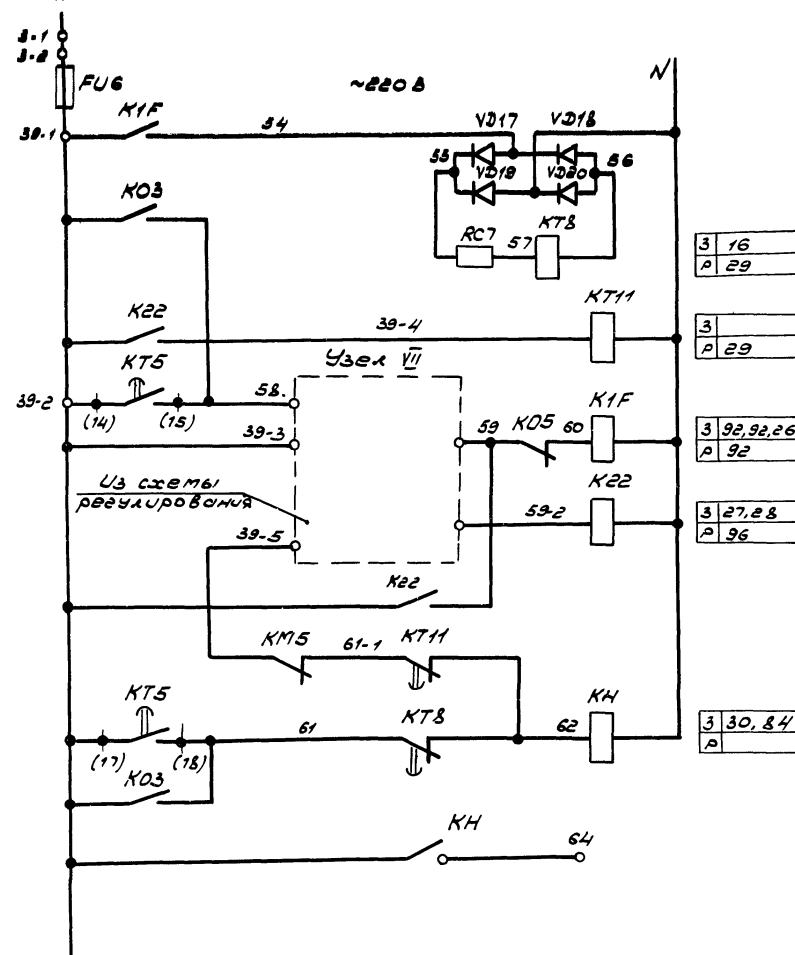 3-1
3-2
FU6
~220 В
N
K1F
39-1
54
VD17
VD18
55
56
VD19
VD20
KO3
RC7
57
KT8
3 16
P 29
K22
39-4
KT11
3
P 29
KT5
Узел VII
39-2
(14)
(15)
58.
K1F
39-3
59
KO5
60
3 92,92,26
P 92
Из схемы
регулирования
K22
59-2
3 27,28
P 96
39-5
K22
KM5
61-1
KT11
KT5
KH
61
KT8
62
3 30,84
P
(17)
(18)
KO3
KH
64